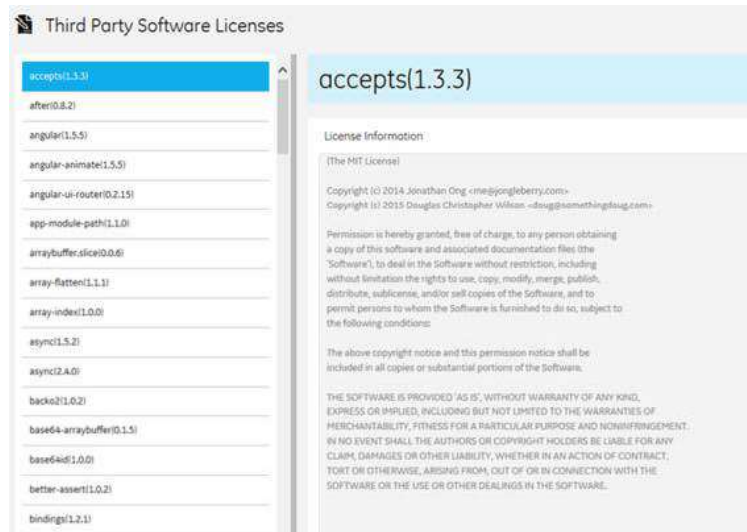 Third Party Software Licenses
accepts(1.3.3)
after(0.8.2)
angular(1.5.5)
angular-animate(1.5.5)
angular-ui-router(0.2.15)
app-module-path(1.1.0)
arraybuffer.slice(0.0.6)
array-flatten(1.1.1)
array-index(1.0.0)
async(1.5.2)
async(2.4.0)
backo2(1.0.2)
base64-arraybuffer(0.1.5)
base64id(1.0.0)
better-assert(1.0.2)
bindings(1.2.1)
accepts(1.3.3)
License Information
(The MIT License)
Copyright (c) 2014 Jonathan Ong <me@jongleberry.com>
Copyright (c) 2015 Douglas Christopher Wilson <doug@somethingdoug.com>
Permission is hereby granted, free of charge, to any person obtaining
a copy of this software and associated documentation files (the
'Software'), to deal in the Software without restriction, including
without limitation the rights to use, copy, modify, merge, publish,
distribute, sublicense, and/or sell copies of the Software, and to
permit persons to whom the Software is furnished to do so, subject to
the following conditions:
The above copyright notice and this permission notice shall be
included in all copies or substantial portions of the Software.
THE SOFTWARE IS PROVIDED 'AS IS', WITHOUT WARRANTY OF ANY KIND,
EXPRESS OR IMPLIED, INCLUDING BUT NOT LIMITED TO THE WARRANTIES OF
MERCHANTABILITY, FITNESS FOR A PARTICULAR PURPOSE AND NONINFRINGEMENT.
IN NO EVENT SHALL THE AUTHORS OR COPYRIGHT HOLDERS BE LIABLE FOR ANY
CLAIM, DAMAGES OR OTHER LIABILITY, WHETHER IN AN ACTION OF CONTRACT,
TORT OR OTHERWISE, ARISING FROM, OUT OF OR IN CONNECTION WITH THE
SOFTWARE OR THE USE OR OTHER DEALINGS IN THE SOFTWARE.